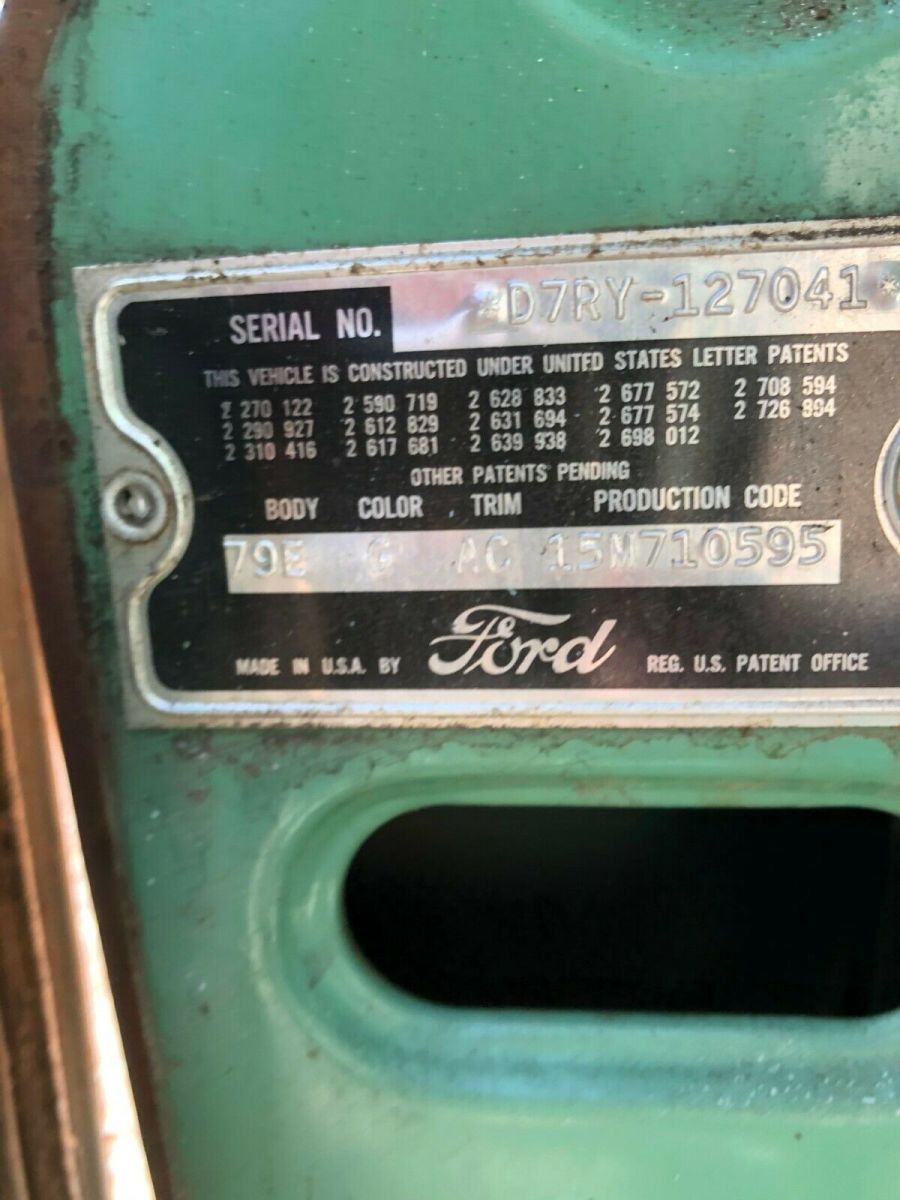 SERIAL NO. *D7RY-127041*
THIS VEHICLE IS CONSTRUCTED UNDER UNITED STATES LETTER PATENTS
2 270 122 2 590 719 2 628 833 2 677 572 2 708 594
2 290 927 2 612 829 2 631 694 2 677 574 2 726 894
2 310 416 2 617 681 2 639 938 2 698 012
OTHER PATENTS PENDING
BODY COLOR TRIM PRODUCTION CODE
79E G AC 15M710595
MADE IN U.S.A. BY Ford REG. U.S. PATENT OFFICE